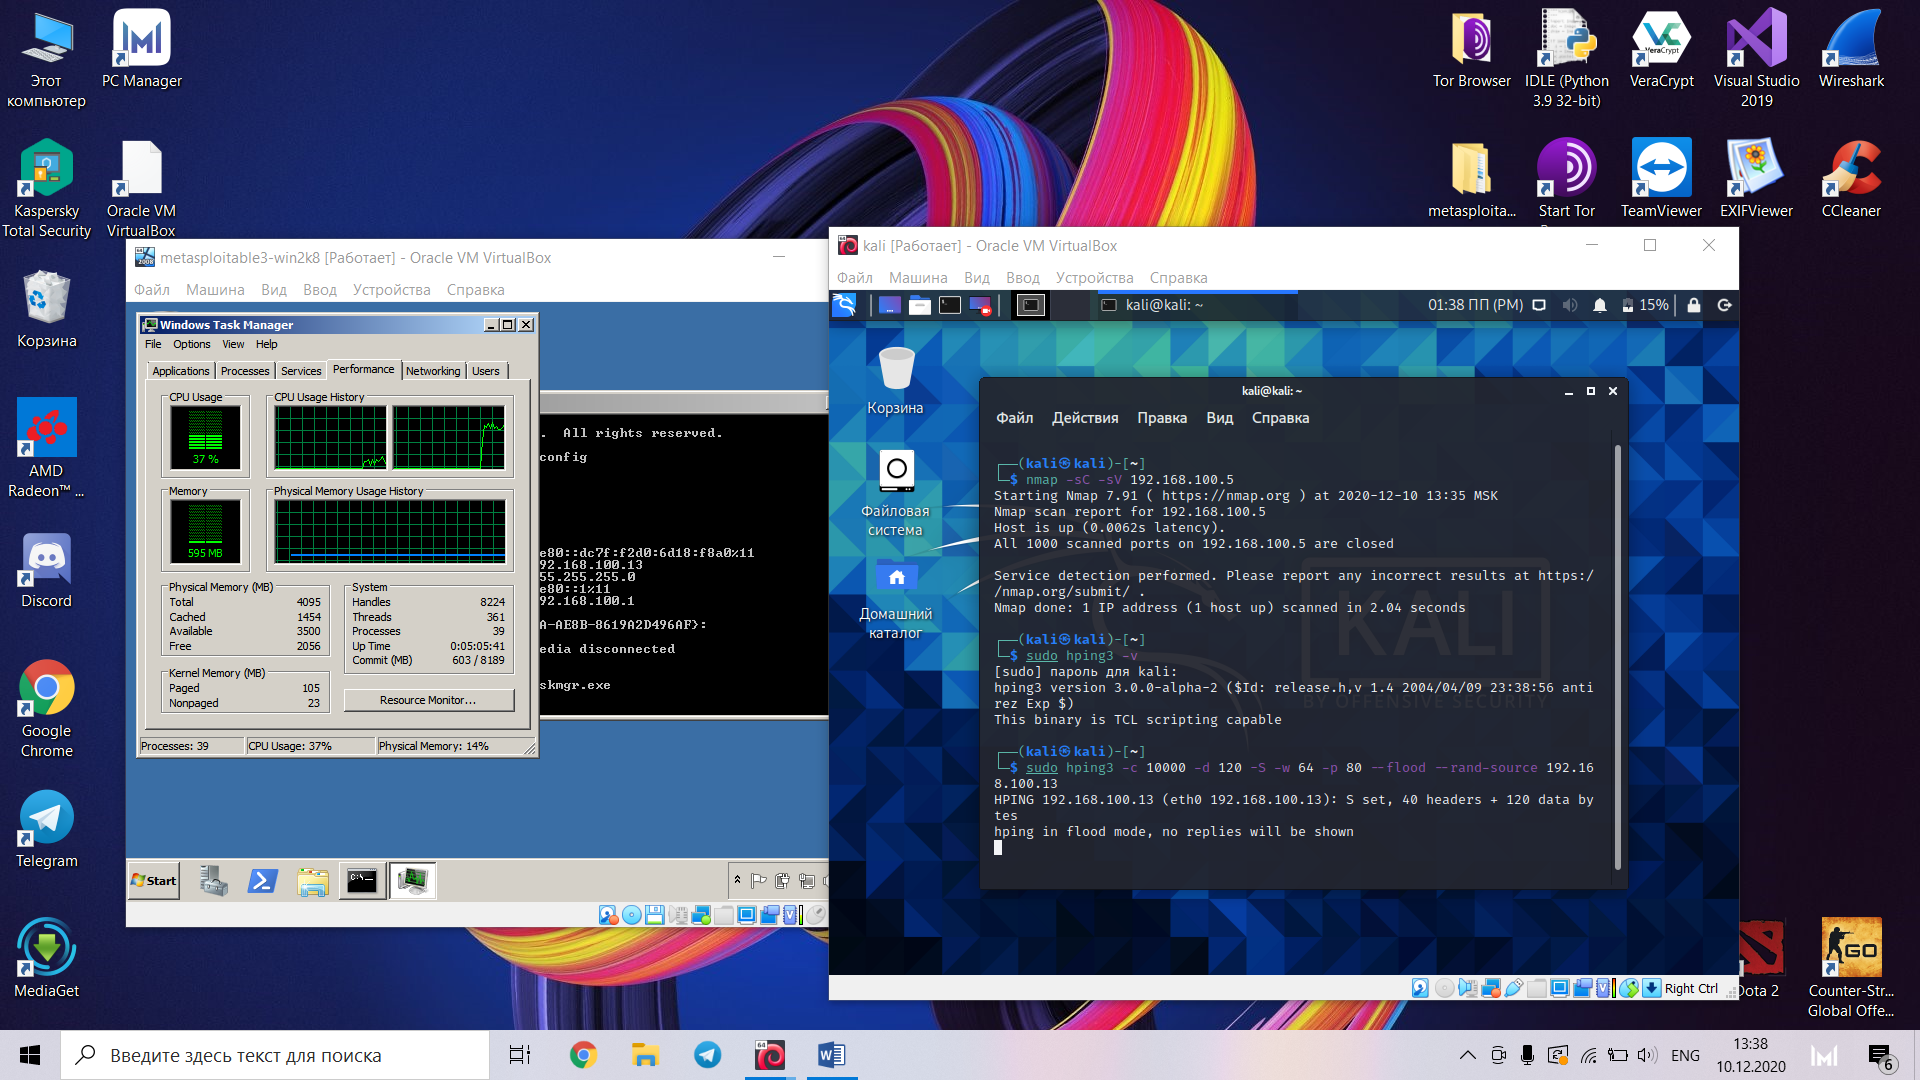 Этот
компьютер
PC Manager
Kaspersky
Total Security
Oracle VM
VirtualBox
Корзина
AMD
Radeon™ ...
Discord
Google
Chrome
Telegram
MediaGet
Tor Browser
IDLE (Python
3.9 32-bit)
VeraCrypt
Visual Studio
2019
Wireshark
metasploita...
Start Tor
TeamViewer
EXIFViewer
CCleaner
Dota 2
Counter-Str...
Global Offe...
metasploitable3-win2k8 [Работает] - Oracle VM VirtualBox
Файл Машина Вид Ввод Устройства Справка
Windows Task Manager
File Options View Help
Applications Processes Services Performance Networking Users
CPU Usage
37 %
CPU Usage History
Memory
595 MB
Physical Memory Usage History
Physical Memory (MB)
Total 4095
Cached 1454
Available 3500
Free 2056
Kernel Memory (MB)
Paged 105
Nonpaged 23
System
Handles 8224
Threads 361
Processes 39
Up Time 0:05:05:41
Commit (MB) 603 / 8189
Resource Monitor...
Processes: 39 CPU Usage: 37% Physical Memory: 14%
. All rights reserved.
config
e80::dc7f:f2d0:6d18:f8a0%11
92.168.100.13
55.255.255.0
e80::1%11
92.168.100.1
A-AE8B-8619A2D496AF}:
edia disconnected
skmgr.exe
Start
kali [Работает] - Oracle VM VirtualBox
Файл Машина Вид Ввод Устройства Справка
kali@kali: ~
01:38 ПП (PM)
15%
Корзина
Файловая
система
Домашний
каталог
kali@kali: ~
Файл Действия Правка Вид Справка
(kali㉿kali)-[~]
$ nmap -sC -sV 192.168.100.5
Starting Nmap 7.91 ( https://nmap.org ) at 2020-12-10 13:35 MSK
Nmap scan report for 192.168.100.5
Host is up (0.0062s latency).
All 1000 scanned ports on 192.168.100.5 are closed
Service detection performed. Please report any incorrect results at https:/
/nmap.org/submit/ .
Nmap done: 1 IP address (1 host up) scanned in 2.04 seconds
(kali㉿kali)-[~]
$ sudo hping3 -v
[sudo] пароль для kali:
hping3 version 3.0.0-alpha-2 ($Id: release.h,v 1.4 2004/04/09 23:38:56 anti
rez Exp $)
This binary is TCL scripting capable
(kali㉿kali)-[~]
$ sudo hping3 -c 10000 -d 120 -S -w 64 -p 80 --flood --rand-source 192.16
8.100.13
HPING 192.168.100.13 (eth0 192.168.100.13): S set, 40 headers + 120 data by
tes
hping in flood mode, no replies will be shown
KALI
BY OFFENSIVE SECURITY
Right Ctrl
Введите здесь текст для поиска
ENG
13:38
10.12.2020
6